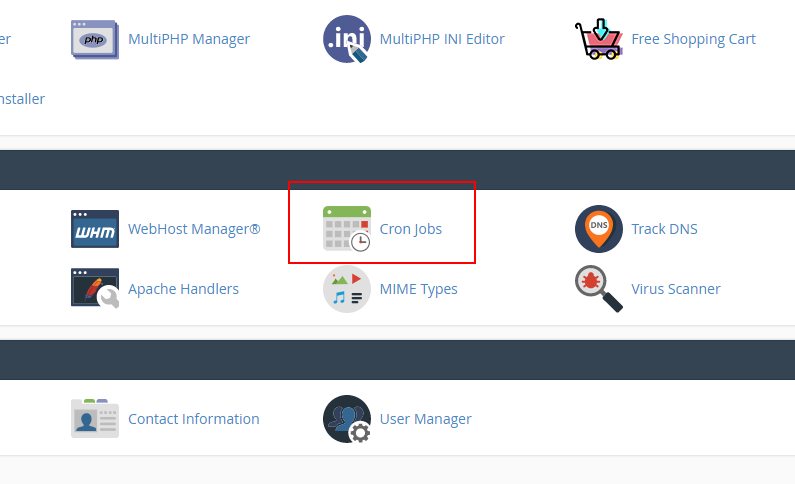 er
php
MultiPHP Manager
.ini
MultiPHP INI Editor
Free Shopping Cart
nstaller
WHM
WebHost Manager®
Cron Jobs
DNS
Track DNS
Apache Handlers
MIME Types
Virus Scanner
Contact Information
User Manager